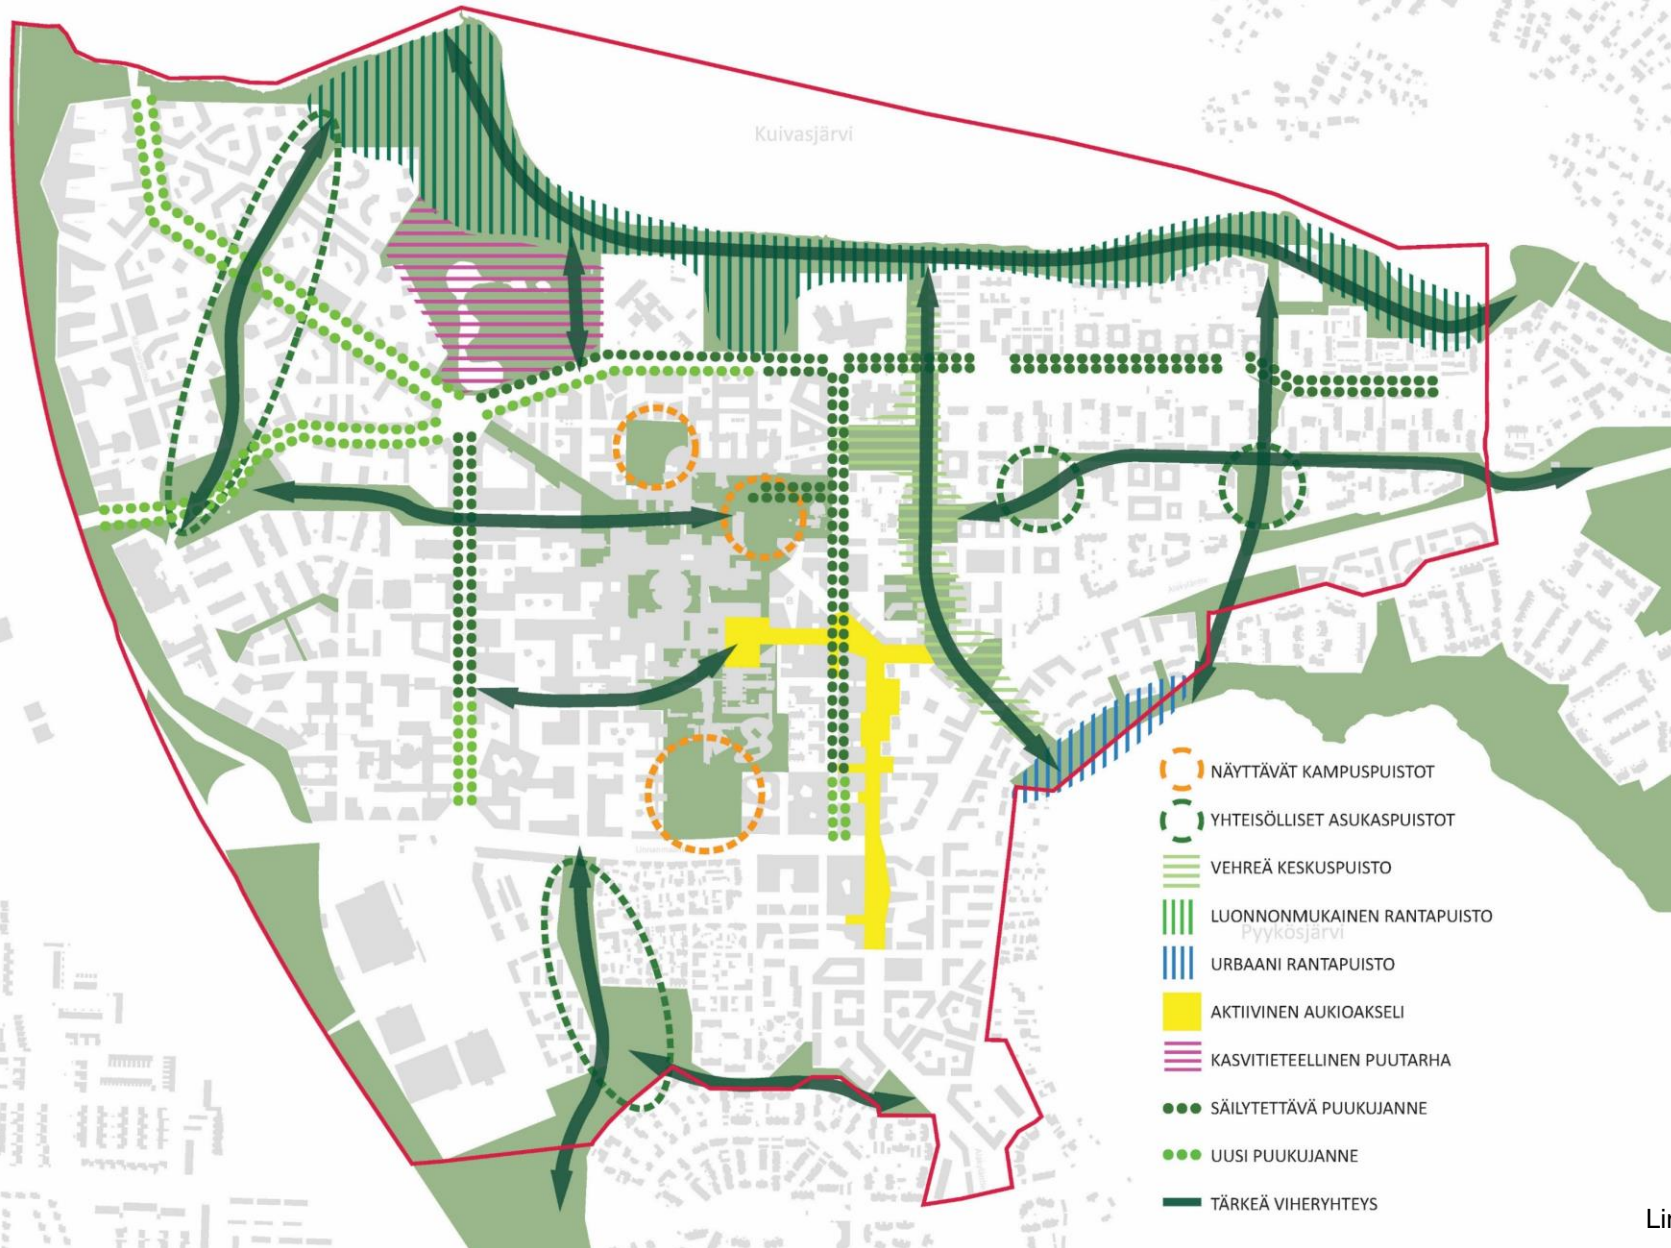 Kuivasjärvi
NÄYTTÄVÄT KAMPUSPUISTOT
YHTEISÖLLISET ASUKASPUISTOT
VEHREÄ KESKUSPUISTO
LUONNONMUKAINEN RANTAPUISTO
Pyykösjärvi
URBAANI RANTAPUISTO
AKTIIVINEN AUKIOAKSELI
KASVITIETEELLINEN PUUTARHA
SÄILYTETTÄVÄ PUUKUJANNE
UUSI PUUKUJANNE
TÄRKEÄ VIHERYHTEYS